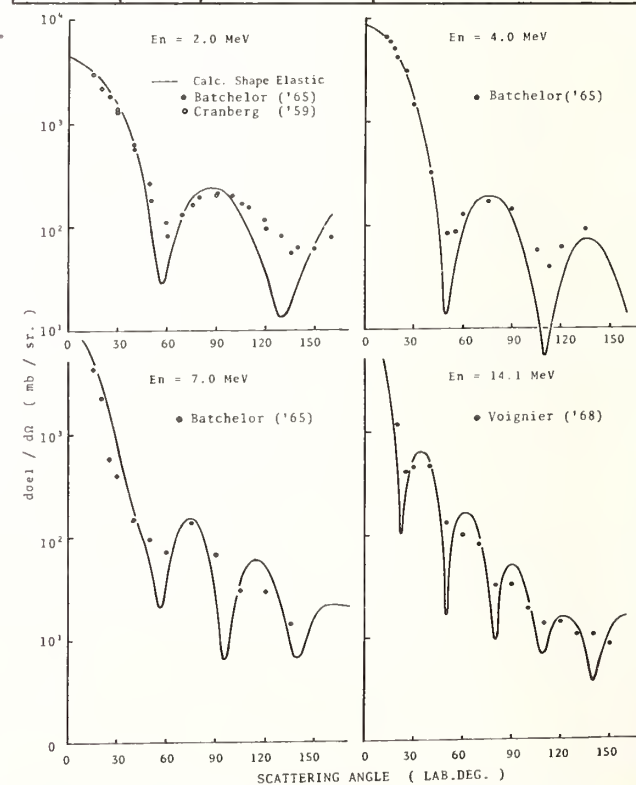 10⁴
10³
10²
10¹
En = 2.0 MeV
Calc. Shape Elastic
Batchelor ('65)
Cranberg ('59)
En = 4.0 MeV
Batchelor('65)
0 30 60 90 120 150
0 30 60 90 120 150
En = 7.0 MeV
Batchelor ('65)
En = 14.1 MeV
Voignier ('68)
10³
10²
10¹
0
dσel / dΩ ( mb / sr. )
0 30 60 90 120 150
0 30 60 90 120 150
SCATTERING ANGLE ( LAB.DEG. )